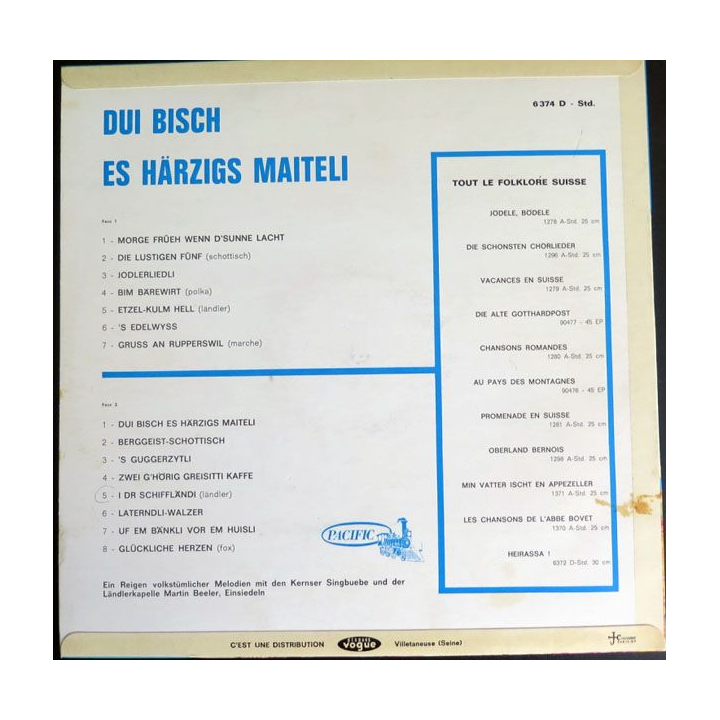 6374 D - Std.
DUI BISCH
ES HÄRZIGS MAITELI
Face 1
1 - MORGE FRÜEH WENN D'SUNNE LACHT
2 - DIE LUSTIGEN FÜNF (schottisch)
3 - JODLERLIEDLI
4 - BIM BÄREWIRT (polka)
5 - ETZEL-KULM HELL (ländler)
6 - 'S EDELWYSS
7 - GRUSS AN RUPPERSWIL (marche)
Face 2
1 - DUI BISCH ES HÄRZIGS MAITELI
2 - BERGGEIST-SCHOTTISCH
3 - 'S GUGGERZYTLI
4 - ZWEI G'HÖRIG GREISITTI KAFFE
5 - I DR SCHIFFLÄNDI (ländler)
6 - LATERNDLI-WALZER
7 - UF EM BÄNKLI VOR EM HUISLI
8 - GLÜCKLICHE HERZEN (fox)
PACIFIC
Ein Reigen volkstümlicher Melodien mit den Kernser Singbuebe und der
Ländlerkapelle Martin Beeler, Einsiedeln
TOUT LE FOLKLORE SUISSE
JODELE, BODELE
1278 A-Std. 25 cm
DIE SCHONSTEN CHORLIEDER
1296 A-Std. 25 cm
VACANCES EN SUISSE
1279 A-Std. 25 cm
DIE ALTE GOTTHARDPOST
90477 - 45 EP
CHANSONS ROMANDES
1280 A-Std. 25 cm
AU PAYS DES MONTAGNES
90476 - 45 EP
PROMENADE EN SUISSE
1281 A-Std. 25 cm
OBERLAND BERNOIS
1298 A-Std. 25 cm
MIN VATTER ISCHT EN APPEZELLER
1371 A-Std. 25 cm
LES CHANSONS DE L'ABBE BOVET
1370 A-Std. 25 cm
HEIRASSA !
6372 D-Std. 30 cm
C'EST UNE DISTRIBUTION
vogue
Villetaneuse (Seine)